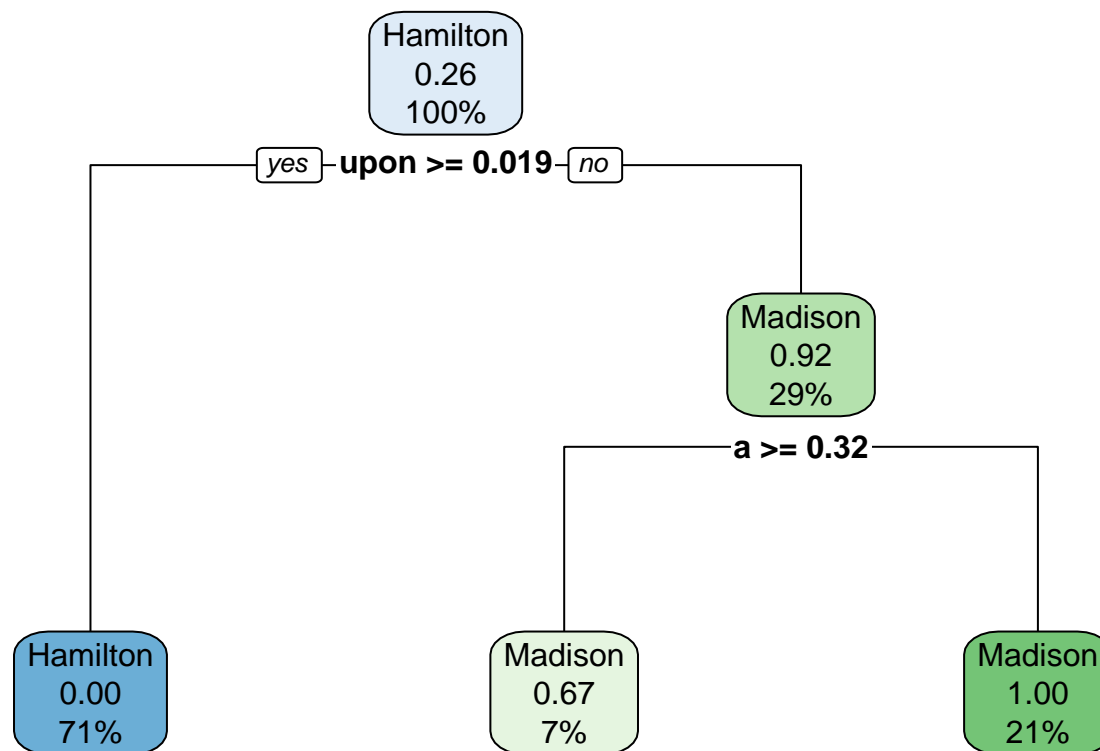 Hamilton
0.26
100%
yes upon >= 0.019 no
Madison
0.92
29%
a >= 0.32
Hamilton
0.00
71%
Madison
0.67
7%
Madison
1.00
21%